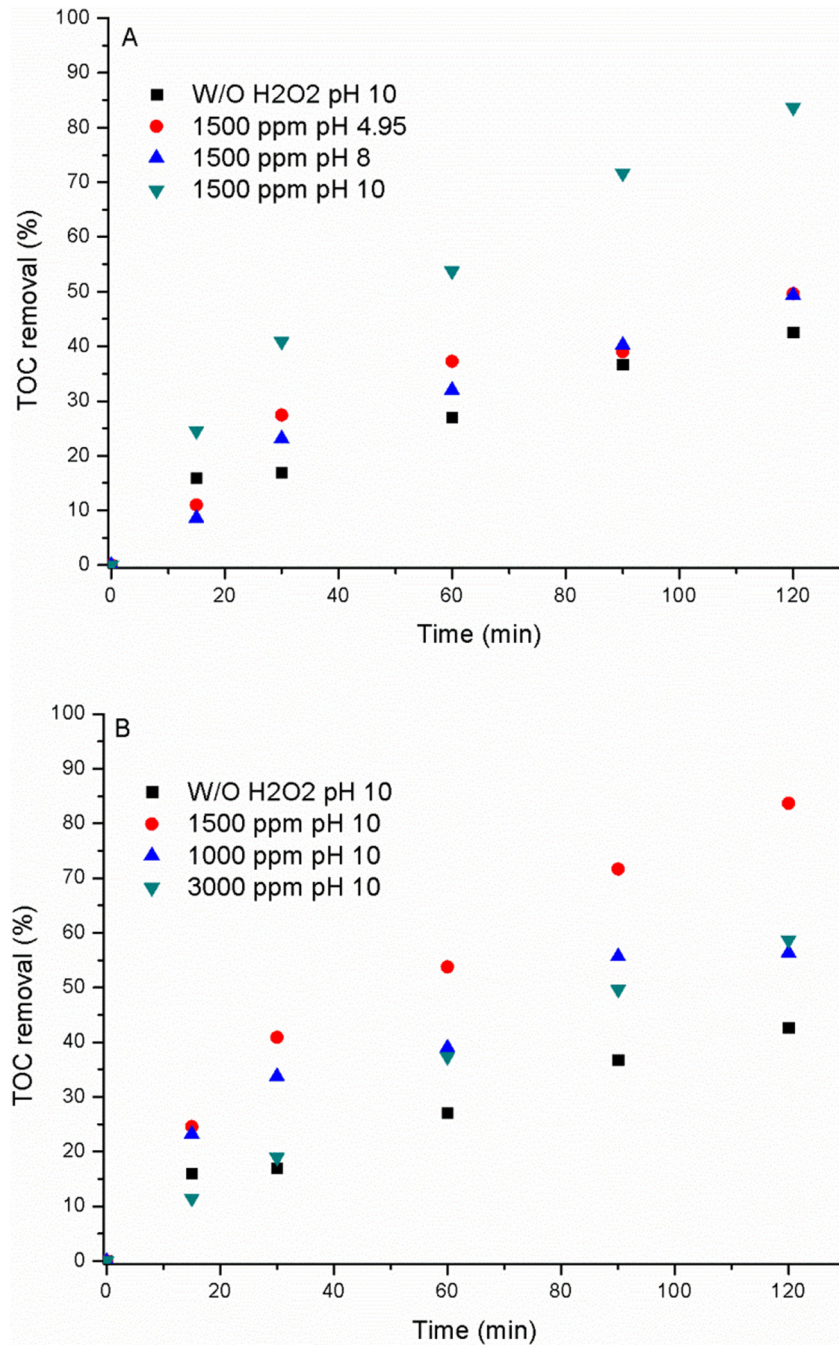 A
W/O H2O2 pH 10
1500 ppm pH 4.95
1500 ppm pH 8
1500 ppm pH 10
TOC removal (%)
100
90
80
70
60
50
40
30
20
10
0
0 20 40 60 80 100 120
Time (min)
B
W/O H2O2 pH 10
1500 ppm pH 10
1000 ppm pH 10
3000 ppm pH 10
TOC removal (%)
100
90
80
70
60
50
40
30
20
10
0
0 20 40 60 80 100 120
Time (min)